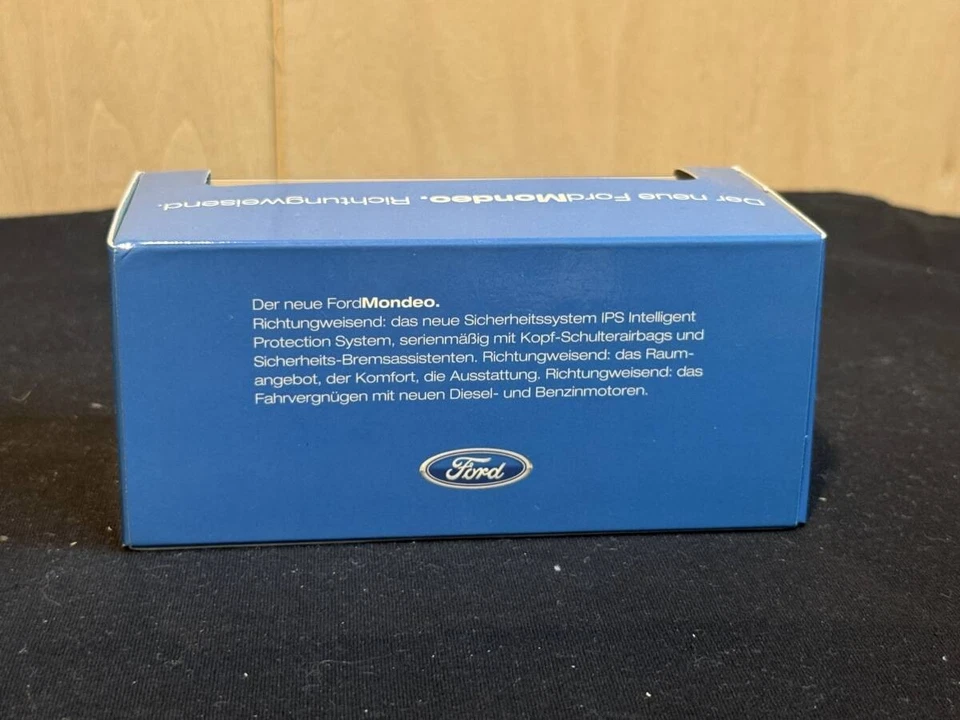 Der neue FordMondeo. Richtungweisend.
Der neue FordMondeo.
Richtungweisend: das neue Sicherheitssystem IPS Intelligent
Protection System, serienmäßig mit Kopf-Schulterairbags und
Sicherheits-Bremsassistenten. Richtungweisend: das Raum-
angebot, der Komfort, die Ausstattung. Richtungweisend: das
Fahrvergnügen mit neuen Diesel- und Benzinmotoren.
Ford